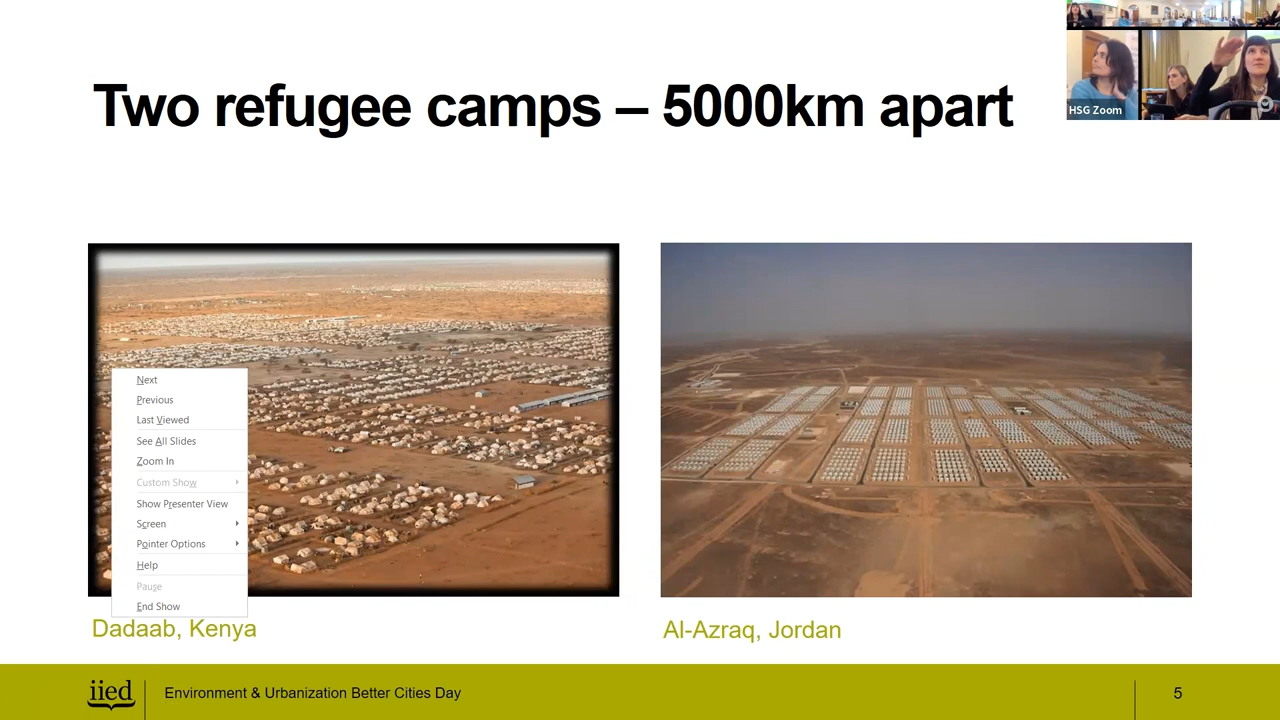 HSG Zoom
Two refugee camps – 5000km apart
Next
Previous
Last Viewed
See All Slides
Zoom In
Custom Show
Show Presenter View
Screen
Pointer Options
Help
Pause
End Show
Dadaab, Kenya
Al-Azraq, Jordan
iied
Environment & Urbanization Better Cities Day
5